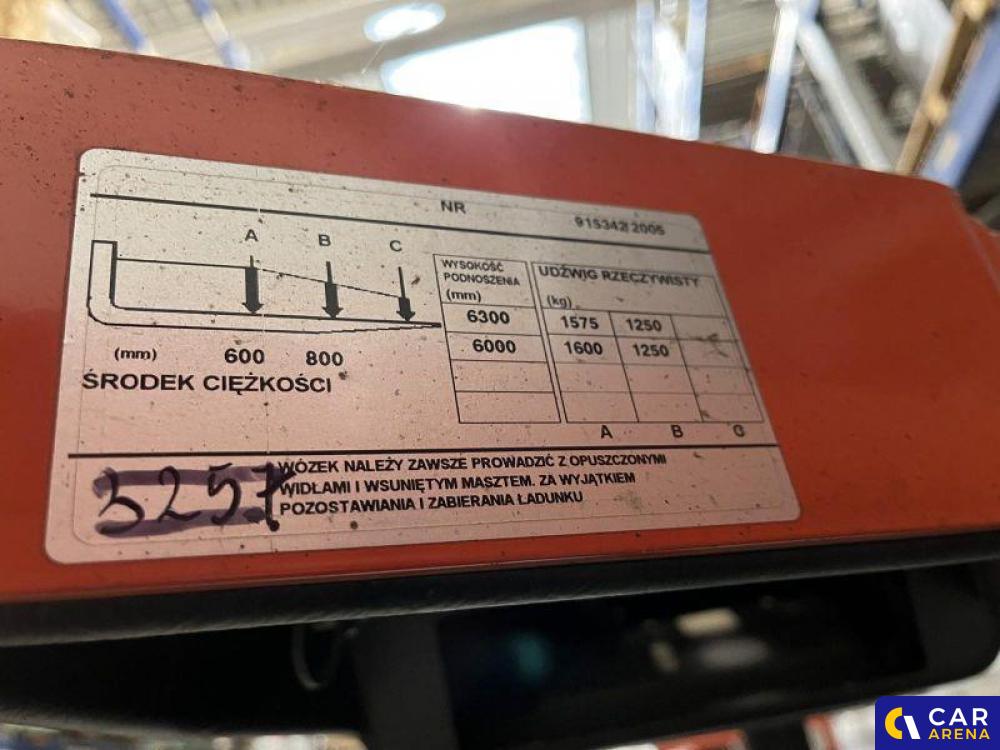 NR 915342/2005
A B C
WYSOKOŚĆ PODNOSZENIA (mm)
UDŹWIG RZECZYWISTY (kg)
6300 1575 1250
6000 1600 1250
(mm) 600 800
ŚRODEK CIĘŻKOŚCI
A B C
WÓZEK NALEŻY ZAWSZE PROWADZIĆ Z OPUSZCZONYMI
WIDŁAMI I WSUNIĘTYM MASZTEM. ZA WYJĄTKIEM
POZOSTAWIANIA I ZABIERANIA ŁADUNKU
3257
CAR
ARENA